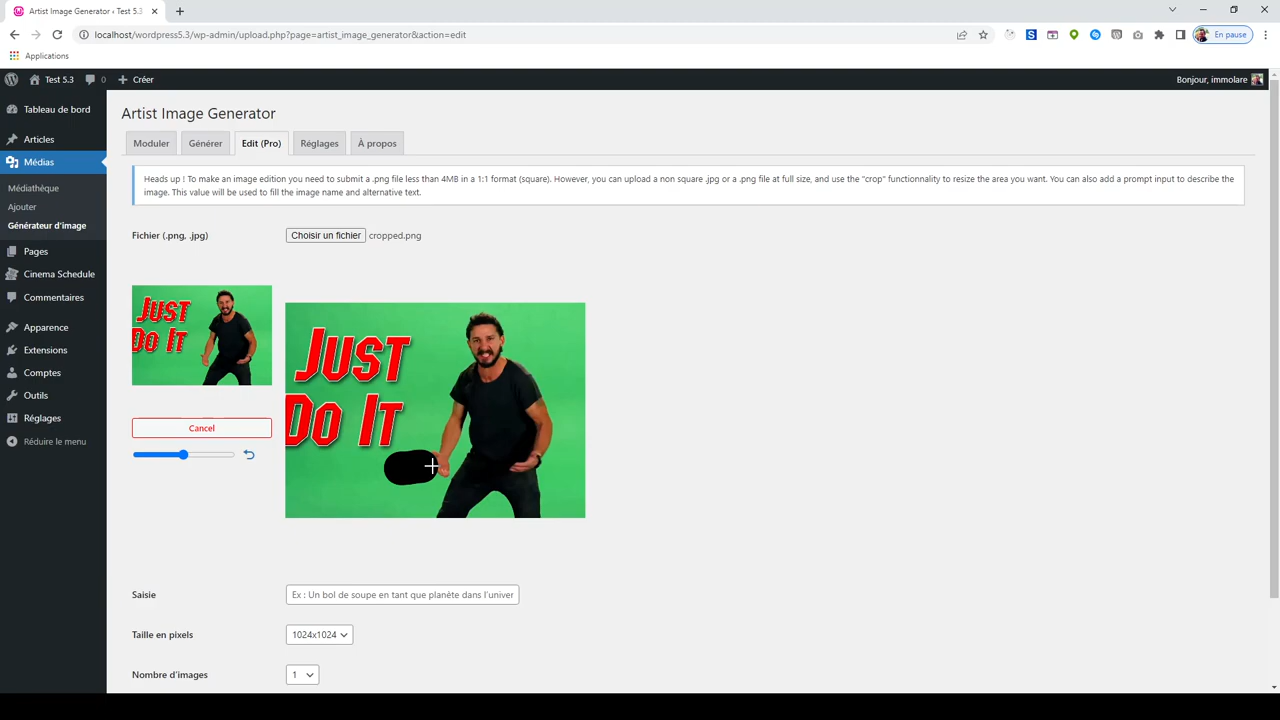 Artist Image Generator ‹ Test 5.3
localhost/wordpress5.3/wp-admin/upload.php?page=artist_image_generator&action=edit
En pause
Applications
Test 5.3
0
Créer
Bonjour, immolare
Tableau de bord
Articles
Médias
Médiathèque
Ajouter
Générateur d'image
Pages
Cinema Schedule
Commentaires
Apparence
Extensions
Comptes
Outils
Réglages
Réduire le menu
Artist Image Generator
Moduler
Générer
Edit (Pro)
Réglages
À propos
Heads up ! To make an image edition you need to submit a .png file less than 4MB in a 1:1 format (square). However, you can upload a non square .jpg or a .png file at full size, and use the "crop" functionnality to resize the area you want. You can also add a prompt input to describe the
image. This value will be used to fill the image name and alternative text.
Fichier (.png, .jpg)
Choisir un fichier
cropped.png
JUST
DO IT
JUST
DO IT
Cancel
Saisie
Ex : Un bol de soupe en tant que planète dans l'univer
Taille en pixels
1024x1024
Nombre d'images
1